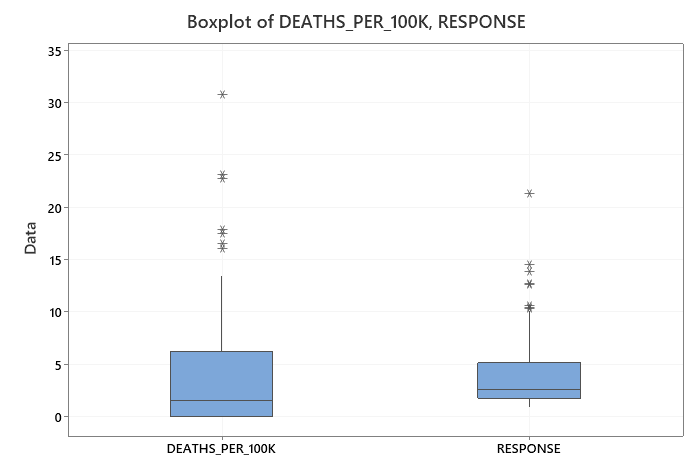 Boxplot of DEATHS_PER_100K, RESPONSE
35
30
25
20
15
10
5
0
Data
DEATHS_PER_100K RESPONSE